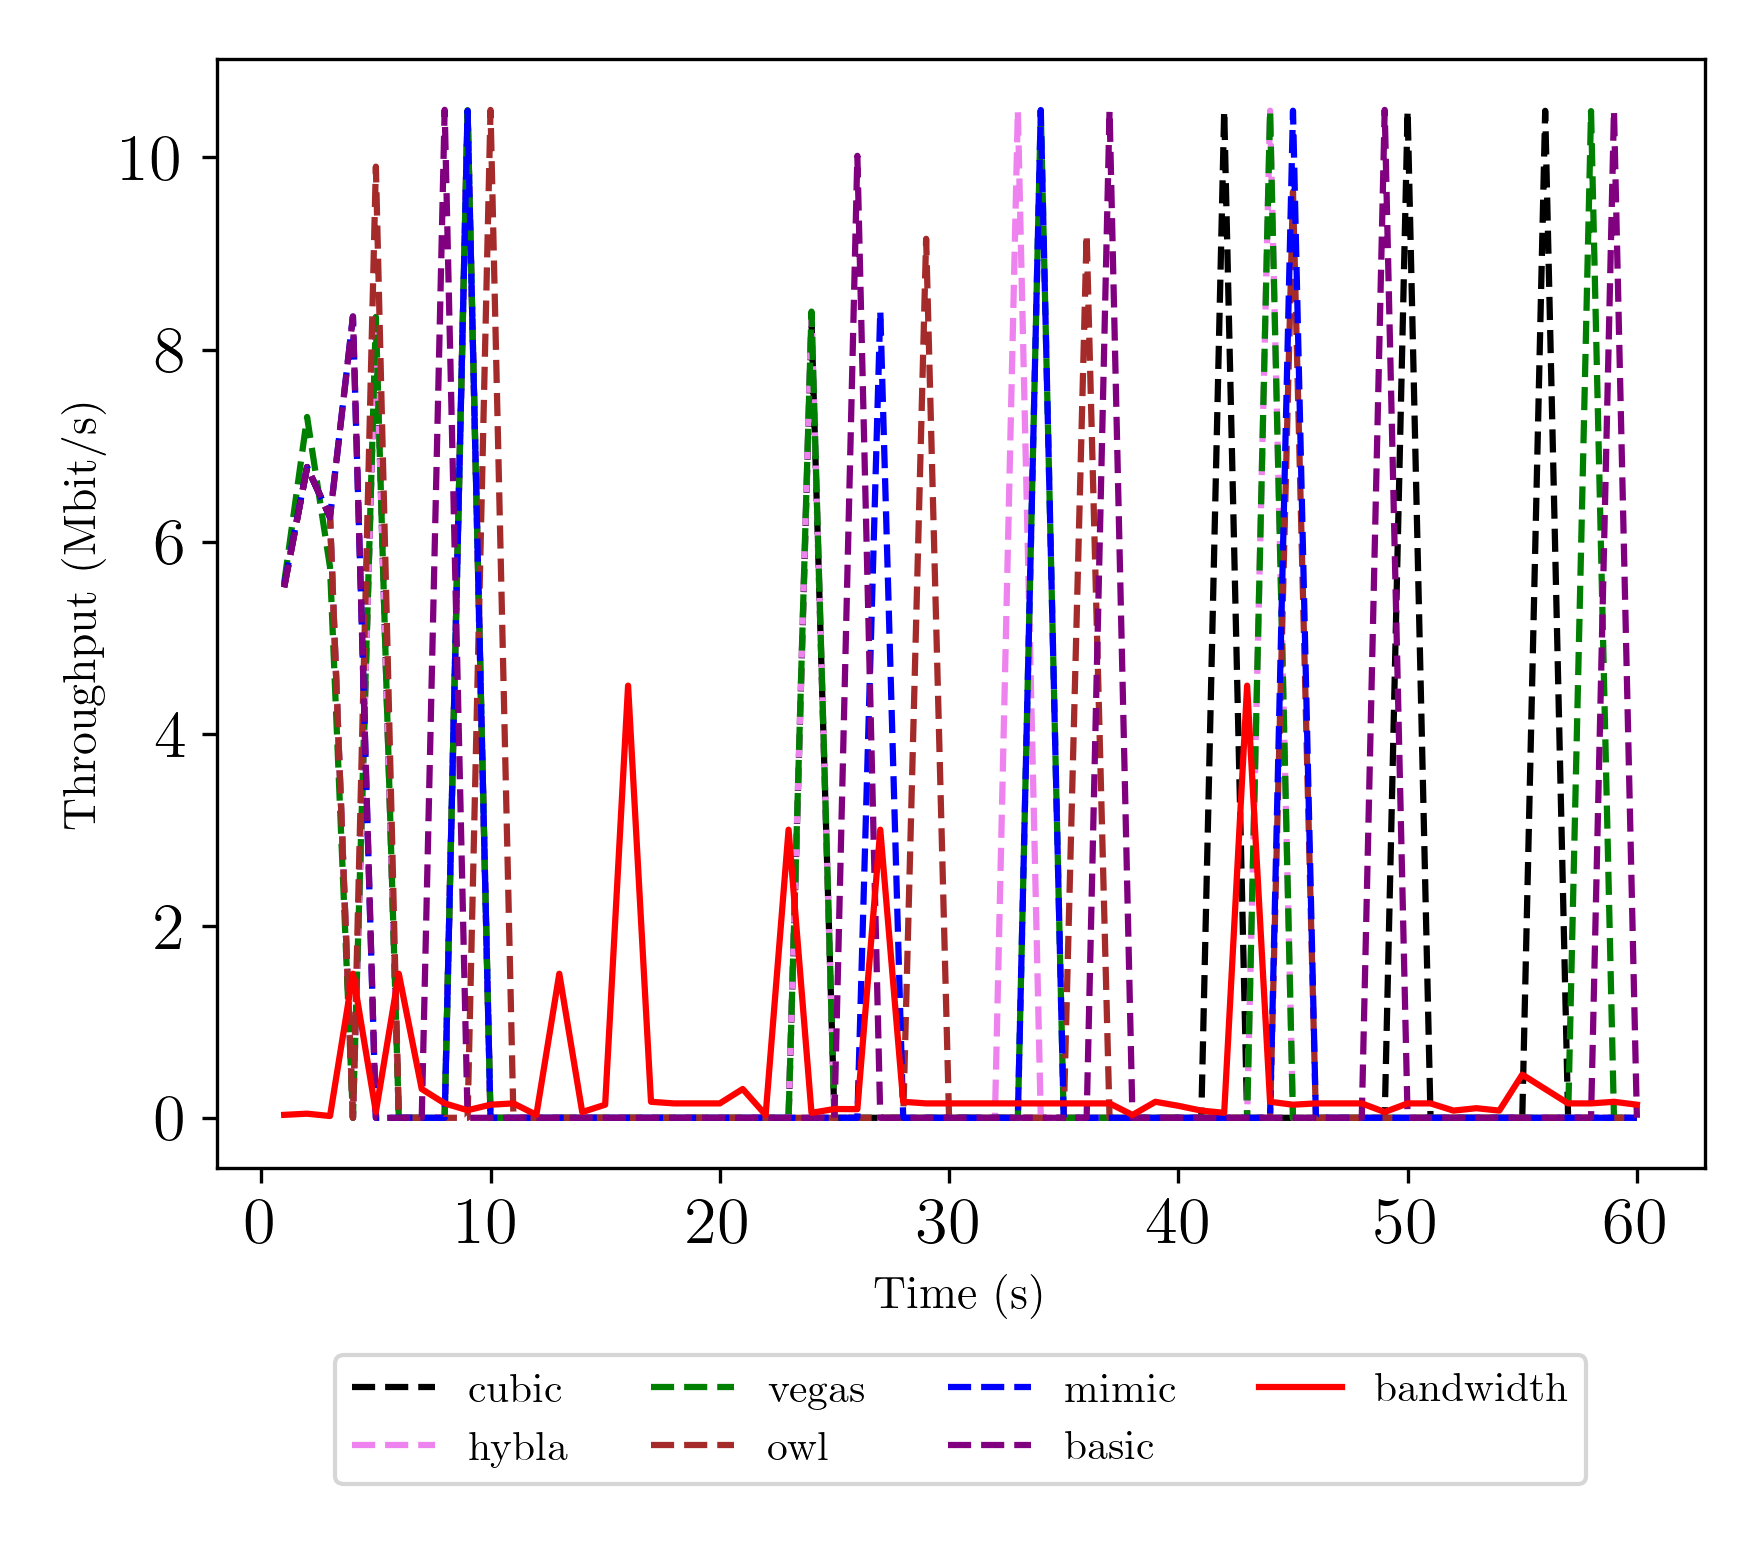 10
8
6
4
2
0
Throughput (Mbit/s)
0 10 20 30 40 50 60
Time (s)
cubic vegas mimic bandwidth
hybla owl basic